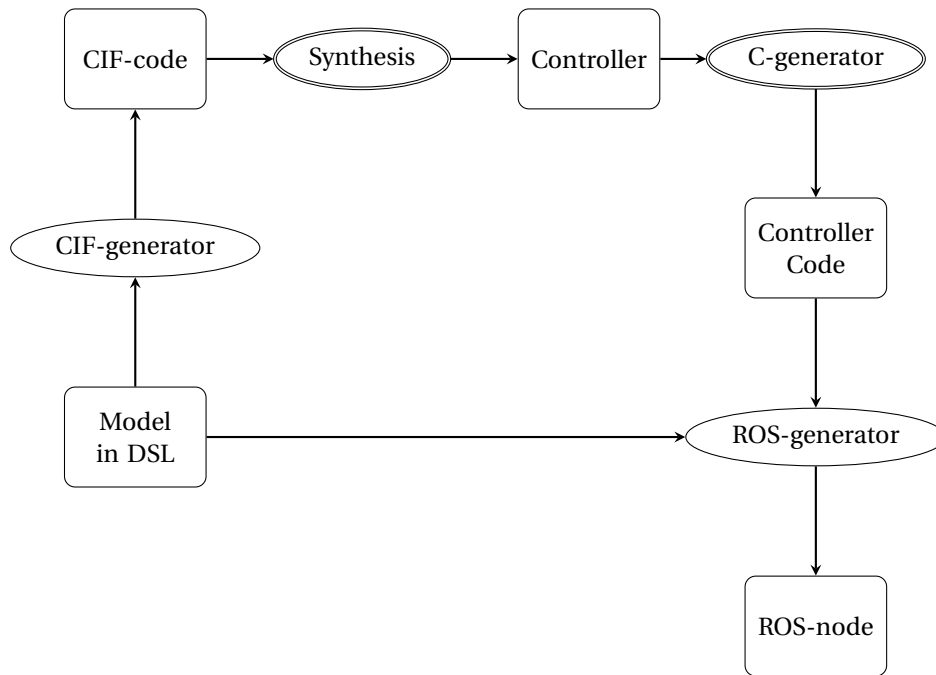 CIF-code
Synthesis
Controller
C-generator
CIF-generator
Controller
Code
Model
in DSL
ROS-generator
ROS-node